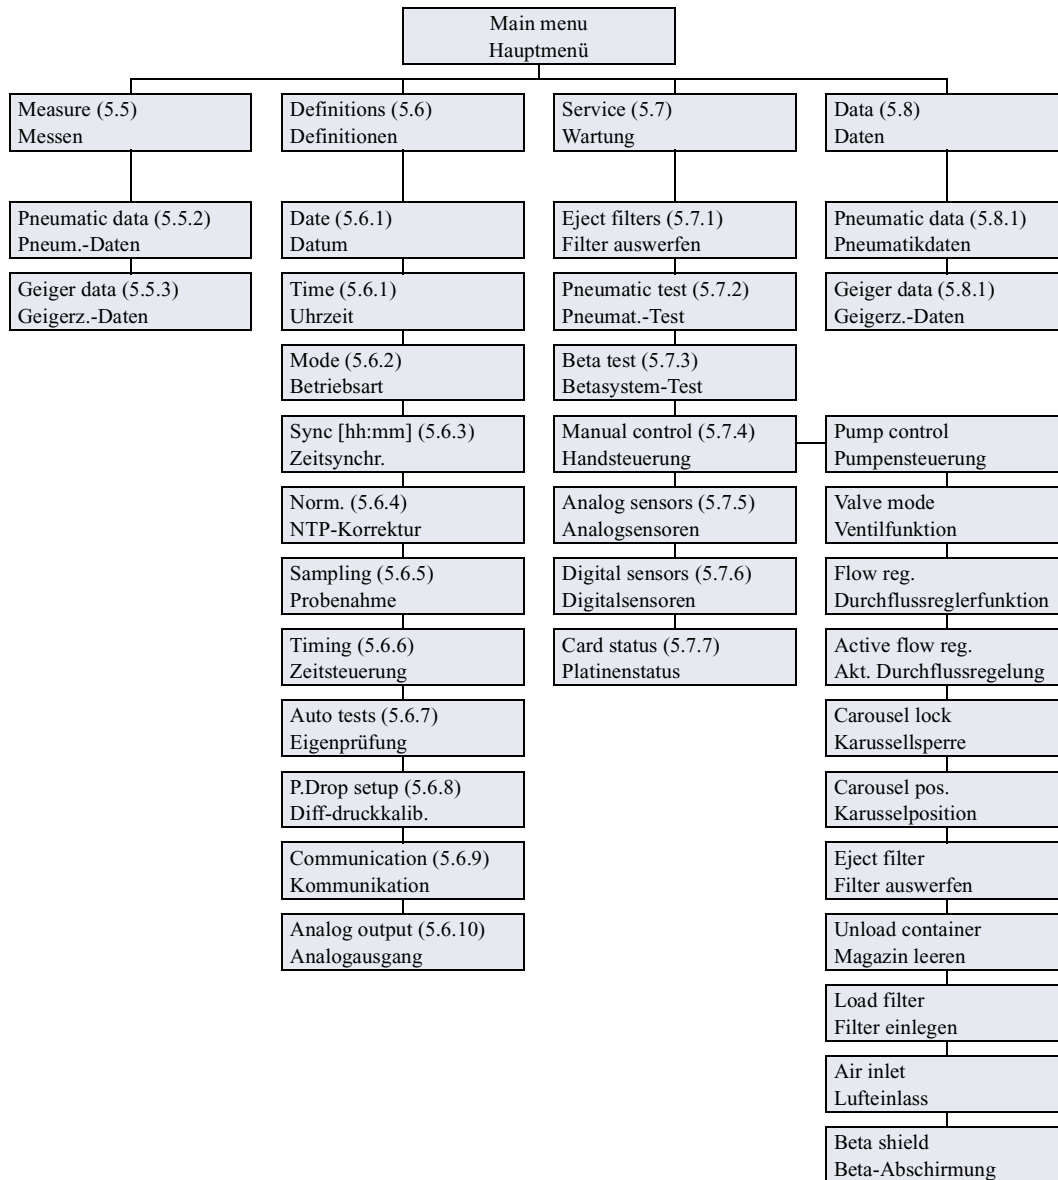 Main menu
Hauptmenü
Measure (5.5)
Messen
Definitions (5.6)
Definitionen
Service (5.7)
Wartung
Data (5.8)
Daten
Pneumatic data (5.5.2)
Pneum.-Daten
Geiger data (5.5.3)
Geigerz.-Daten
Date (5.6.1)
Datum
Time (5.6.1)
Uhrzeit
Mode (5.6.2)
Betriebsart
Sync [hh:mm] (5.6.3)
Zeitsynchr.
Norm. (5.6.4)
NTP-Korrektur
Sampling (5.6.5)
Probenahme
Timing (5.6.6)
Zeitsteuerung
Auto tests (5.6.7)
Eigenprüfung
P.Drop setup (5.6.8)
Diff-druckkalib.
Communication (5.6.9)
Kommunikation
Analog output (5.6.10)
Analogausgang
Eject filters (5.7.1)
Filter auswerfen
Pneumatic test (5.7.2)
Pneumat.-Test
Beta test (5.7.3)
Betasystem-Test
Manual control (5.7.4)
Handsteuerung
Analog sensors (5.7.5)
Analogsensoren
Digital sensors (5.7.6)
Digitalsensoren
Card status (5.7.7)
Platinenstatus
Pneumatic data (5.8.1)
Pneumatikdaten
Geiger data (5.8.1)
Geigerz.-Daten
Pump control
Pumpensteuerung
Valve mode
Ventilfunktion
Flow reg.
Durchflussreglerfunktion
Active flow reg.
Akt. Durchflussregelung
Carousel lock
Karussellsperre
Carousel pos.
Karusselposition
Eject filter
Filter auswerfen
Unload container
Magazin leeren
Load filter
Filter einlegen
Air inlet
Lufteinlass
Beta shield
Beta-Abschirmung